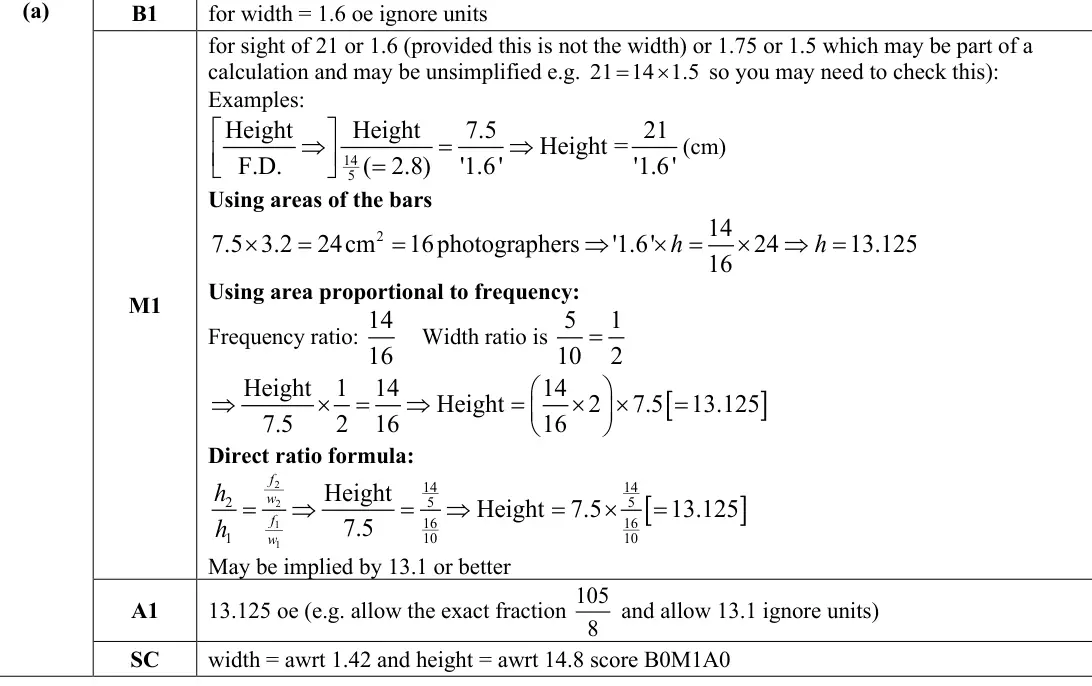 (a) B1 for width = 1.6 oe ignore units
M1
for sight of 21 or 1.6 (provided this is not the width) or 1.75 or 1.5 which may be part of a
calculation and may be unsimplified e.g. 21 = 14 × 1.5 so you may need to check this):
Examples:
[Height/F.D. ⇒] Height/(14/5 (= 2.8)) = 7.5/'1.6' ⇒ Height = 21/'1.6' (cm)
Using areas of the bars
7.5 × 3.2 = 24 cm² = 16 photographers ⇒ '1.6' × h = 14/16 × 24 ⇒ h = 13.125
Using area proportional to frequency:
Frequency ratio: 14/16 Width ratio is 5/10 = 1/2
⇒ Height/7.5 × 1/2 = 14/16 ⇒ Height = (14/16 × 2) × 7.5 [= 13.125]
Direct ratio formula:
h₂/h₁ = (f₂/w₂)/(f₁/w₁) ⇒ Height/7.5 = (14/5)/(16/10) ⇒ Height = 7.5 × (14/5)/(16/10) [= 13.125]
May be implied by 13.1 or better
A1 13.125 oe (e.g. allow the exact fraction 105/8 and allow 13.1 ignore units)
SC width = awrt 1.42 and height = awrt 14.8 score B0M1A0